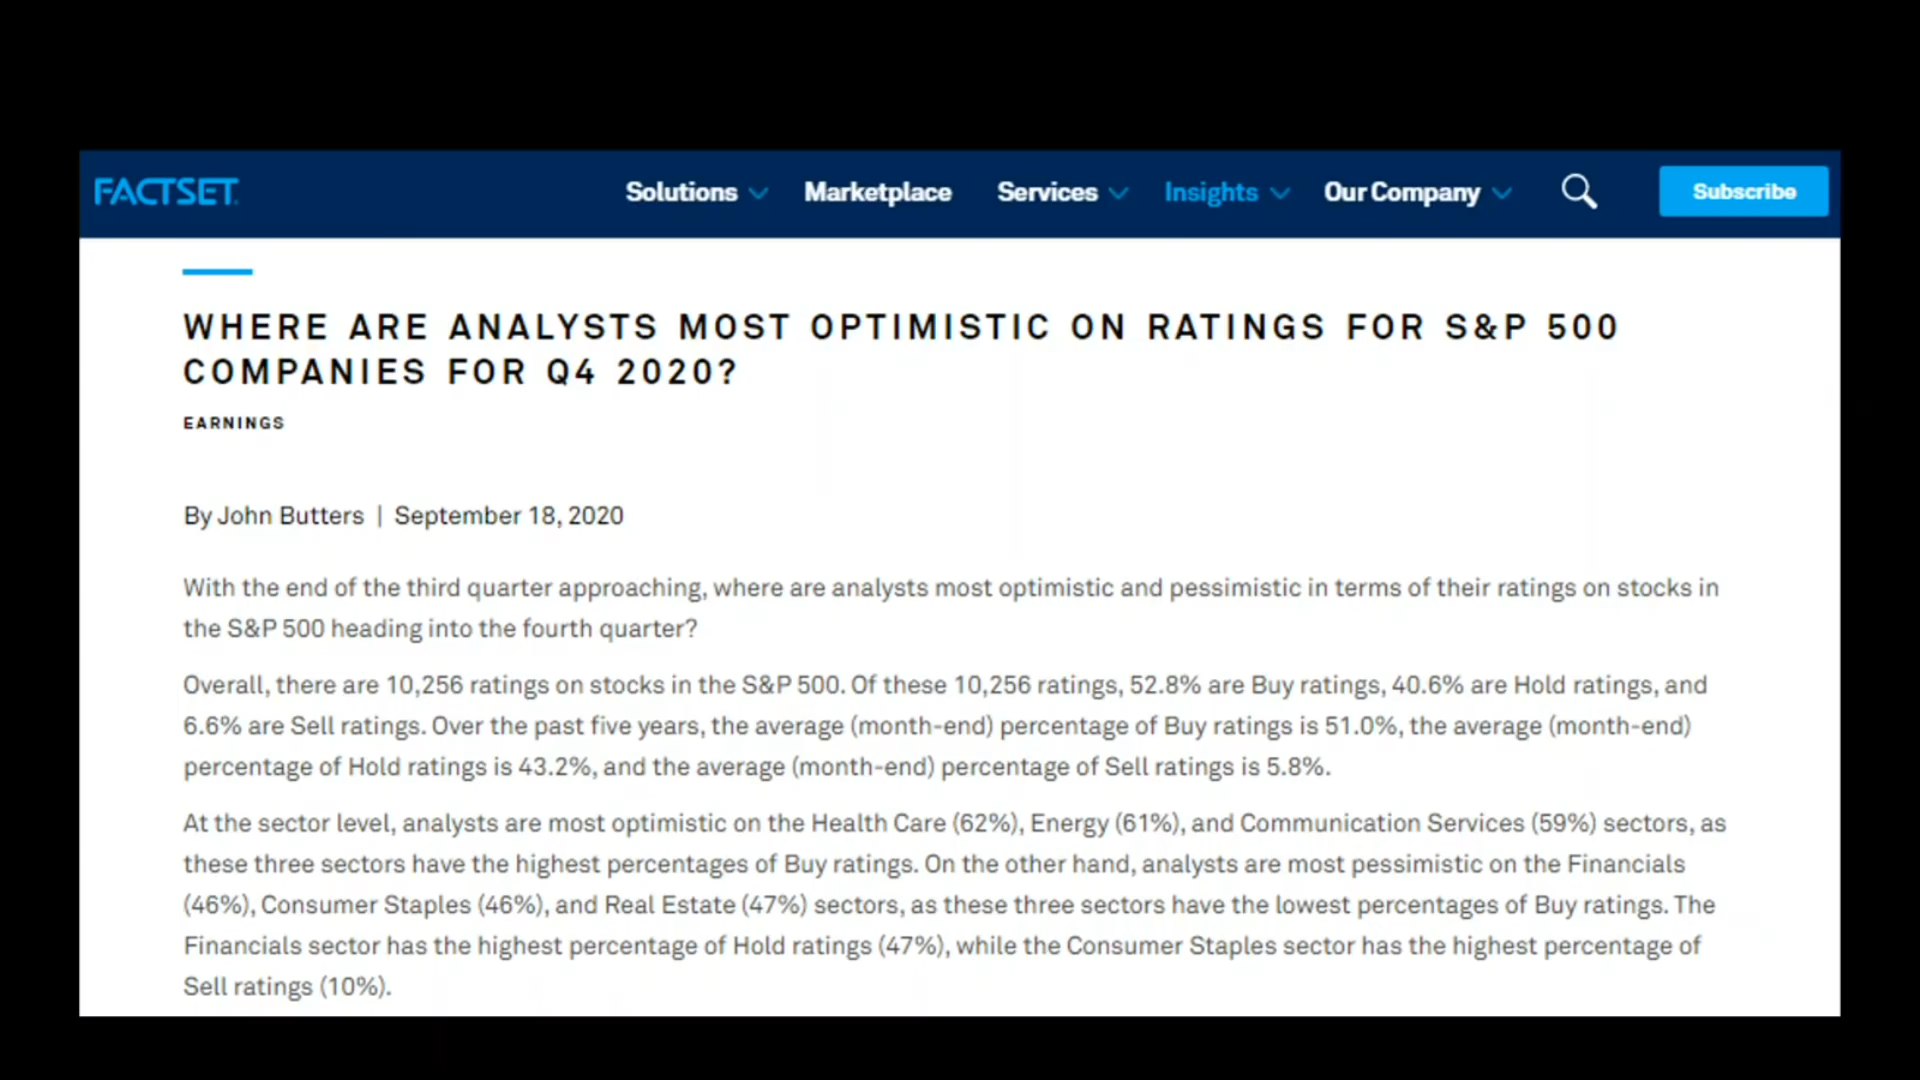 FACTSET
Solutions Marketplace Services Insights Our Company Subscribe
WHERE ARE ANALYSTS MOST OPTIMISTIC ON RATINGS FOR S&P 500
COMPANIES FOR Q4 2020?
EARNINGS
By John Butters | September 18, 2020
With the end of the third quarter approaching, where are analysts most optimistic and pessimistic in terms of their ratings on stocks in
the S&P 500 heading into the fourth quarter?
Overall, there are 10,256 ratings on stocks in the S&P 500. Of these 10,256 ratings, 52.8% are Buy ratings, 40.6% are Hold ratings, and
6.6% are Sell ratings. Over the past five years, the average (month-end) percentage of Buy ratings is 51.0%, the average (month-end)
percentage of Hold ratings is 43.2%, and the average (month-end) percentage of Sell ratings is 5.8%.
At the sector level, analysts are most optimistic on the Health Care (62%), Energy (61%), and Communication Services (59%) sectors, as
these three sectors have the highest percentages of Buy ratings. On the other hand, analysts are most pessimistic on the Financials
(46%), Consumer Staples (46%), and Real Estate (47%) sectors, as these three sectors have the lowest percentages of Buy ratings. The
Financials sector has the highest percentage of Hold ratings (47%), while the Consumer Staples sector has the highest percentage of
Sell ratings (10%).